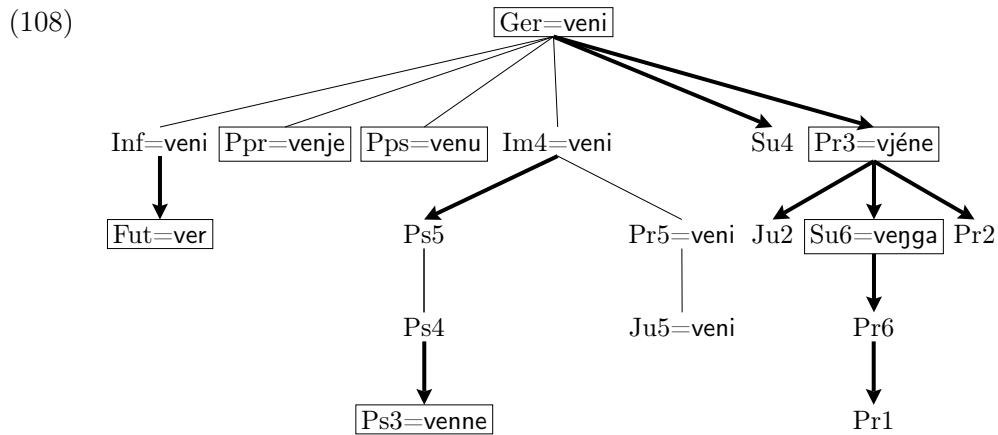 (108)
Ger=veni
Inf=veni Ppr=venje Pps=venu Im4=veni Su4 Pr3=vjéne
Fut=ver Ps5 Pr5=veni Ju2 Su6=veŋga Pr2
Ps4 Ju5=veni Pr6
Ps3=venne Pr1